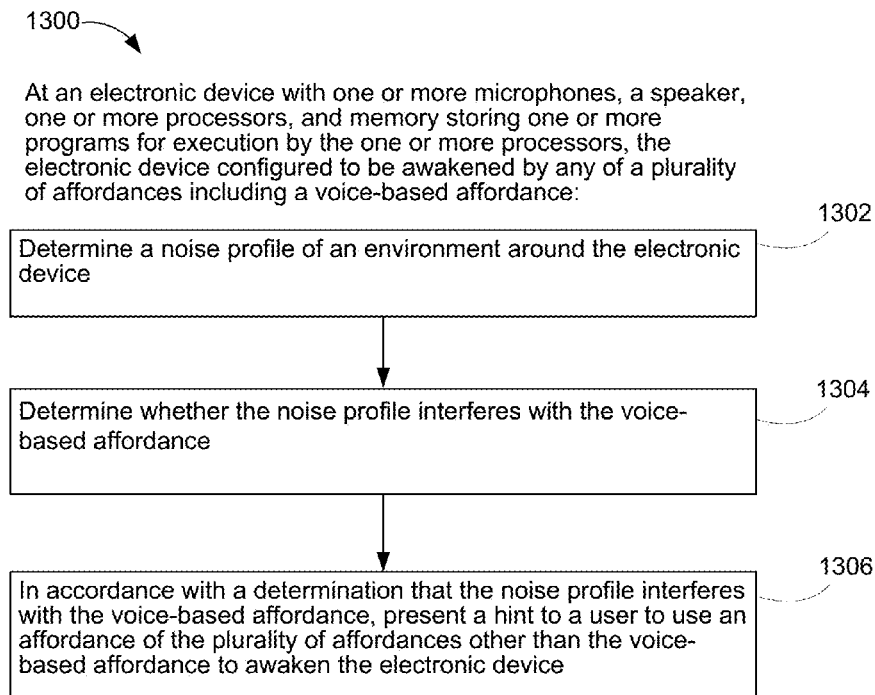 1300
At an electronic device with one or more microphones, a speaker,
one or more processors, and memory storing one or more
programs for execution by the one or more processors, the
electronic device configured to be awakened by any of a plurality
of affordances including a voice-based affordance:
1302
Determine a noise profile of an environment around the electronic
device
1304
Determine whether the noise profile interferes with the voice-
based affordance
1306
In accordance with a determination that the noise profile interferes
with the voice-based affordance, present a hint to a user to use an
affordance of the plurality of affordances other than the voice-
based affordance to awaken the electronic device